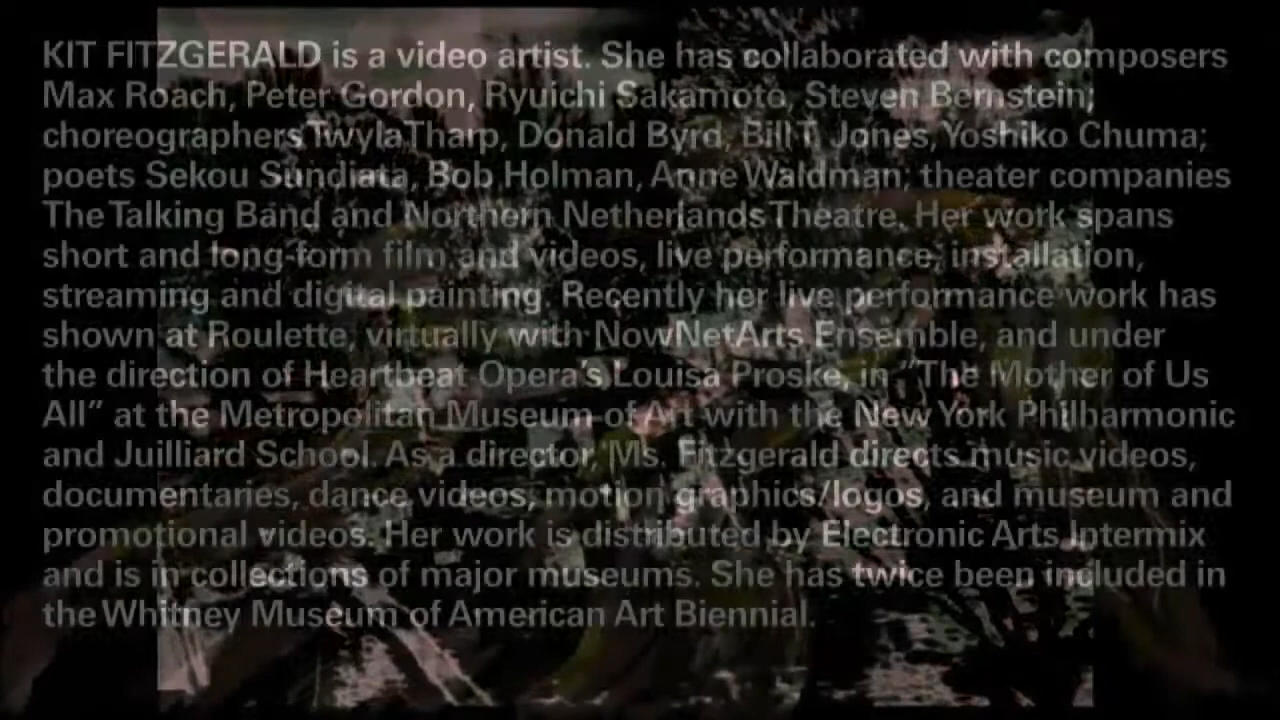 KIT FITZGERALD is a video artist. She has collaborated with composers
Max Roach, Peter Gordon, Ryuichi Sakamoto, Steven Bernstein;
choreographers Twyla Tharp, Donald Byrd, Bill T. Jones, Yoshiko Chuma;
poets Sekou Sundiata, Bob Holman, Anne Waldman; theater companies
The Talking Band and Northern Netherlands Theatre. Her work spans
short and long-form film and videos, live performance, installation,
streaming and digital painting. Recently her live performance work has
shown at Roulette, virtually with NowNetArts Ensemble, and under
the direction of Heartbeat Opera's Louisa Proske, in “The Mother of Us
All” at the Metropolitan Museum of Art with the New York Philharmonic
and Juilliard School. As a director, Ms. Fitzgerald directs music videos,
documentaries, dance videos, motion graphics/logos, and museum and
promotional videos. Her work is distributed by Electronic Arts Intermix
and is in collections of major museums. She has twice been included in
the Whitney Museum of American Art Biennial.